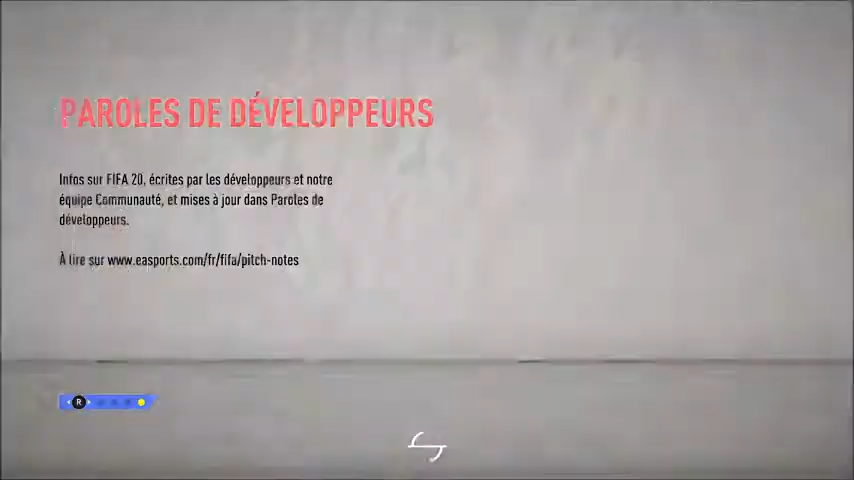 PAROLES DE DÉVELOPPEURS
Infos sur FIFA 20, écrites par les développeurs et notre
équipe Communauté, et mises à jour dans Paroles de
développeurs.
À lire sur www.easports.com/fr/fifa/pitch-notes
R